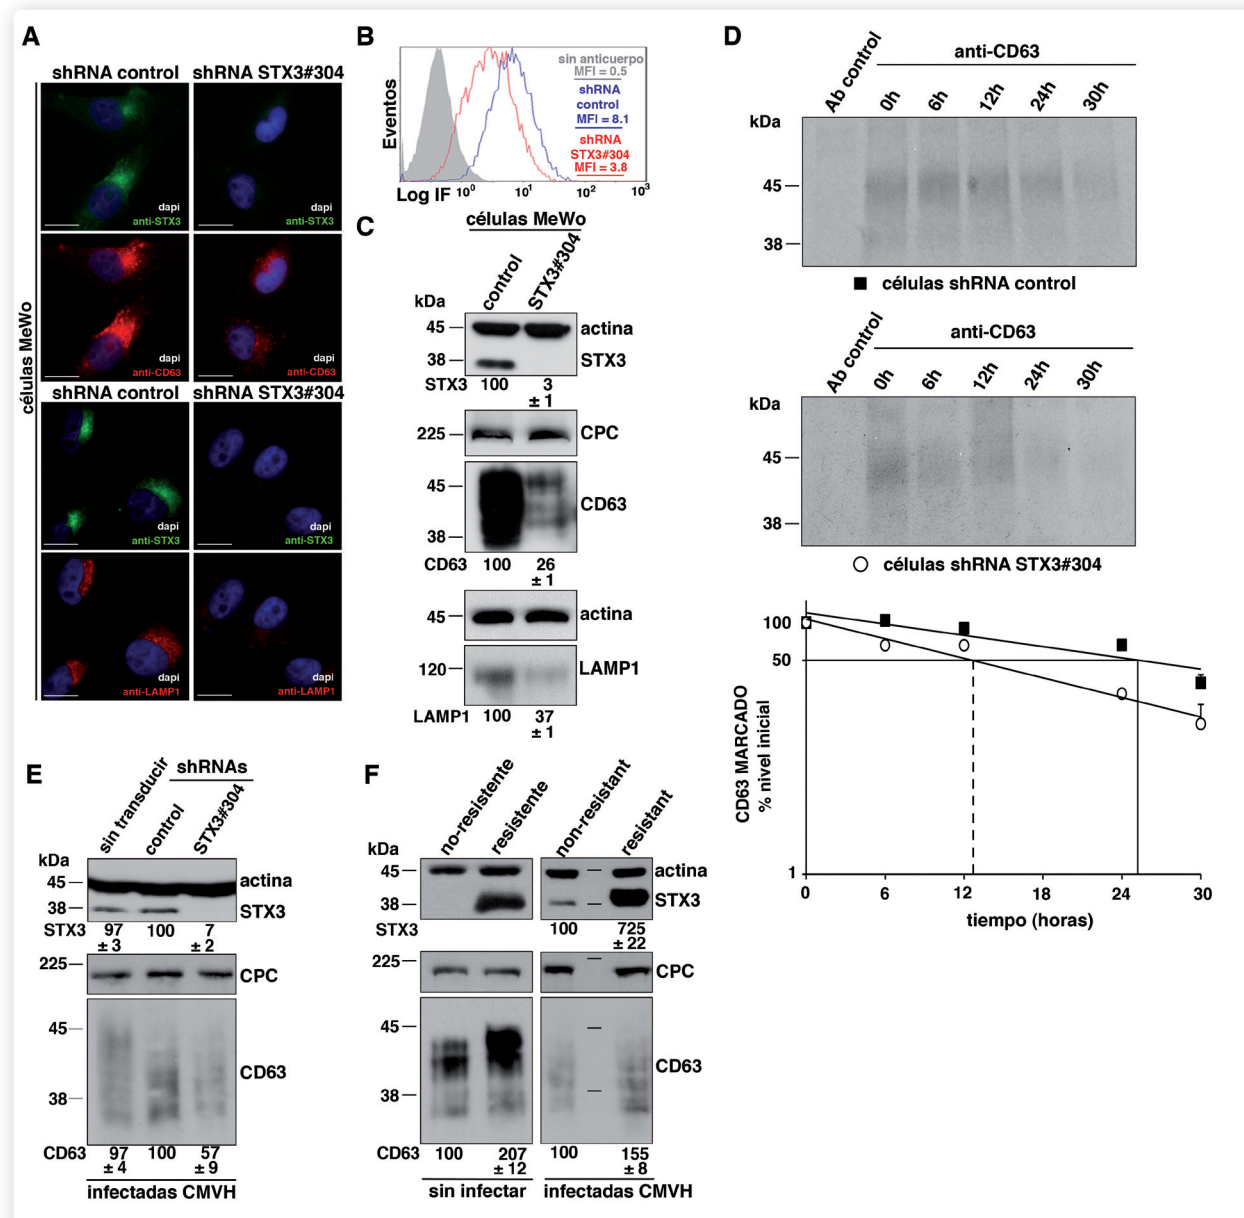 A
shRNA control
shRNA STX3#304
dapi
anti-STX3
dapi
anti-STX3
dapi
anti-CD63
dapi
anti-CD63
shRNA control
shRNA STX3#304
dapi
anti-STX3
dapi
anti-STX3
dapi
anti-LAMP1
dapi
anti-LAMP1
células MeWo
B
Eventos
sin anticuerpo
MFI = 0.5
shRNA
control
MFI = 8.1
shRNA
STX3#304
MFI = 3.8
Log IF
10⁰
10¹
10²
10³
C
células MeWo
control
STX3#304
kDa
45
actina
38
STX3
STX3 100 3
± 1
225
CPC
45
CD63
38
CD63 100 26
± 1
45
actina
120
LAMP1
LAMP1 100 37
± 1
D
Ab control
anti-CD63
0h 6h 12h 24h 30h
kDa
45
38
células shRNA control
Ab control
anti-CD63
0h 6h 12h 24h 30h
kDa
45
38
células shRNA STX3#304
CD63 MARCADO
% nivel inicial
100
50
1
0 6 12 18 24 30
tiempo (horas)
E
shRNAs
sin transducir
control
STX3#304
kDa
45
actina
38
STX3
STX3 97 100 7
± 3 ± 2
225
CPC
45
CD63
38
CD63 97 100 57
± 4 ± 9
infectadas CMVH
F
no-resistente
resistente
non-resistant
resistant
kDa
45
actina
38
STX3
STX3 100 725
± 22
225
CPC
45
CD63
38
CD63 100 207 100 155
± 12 ± 8
sin infectar
infectadas CMVH